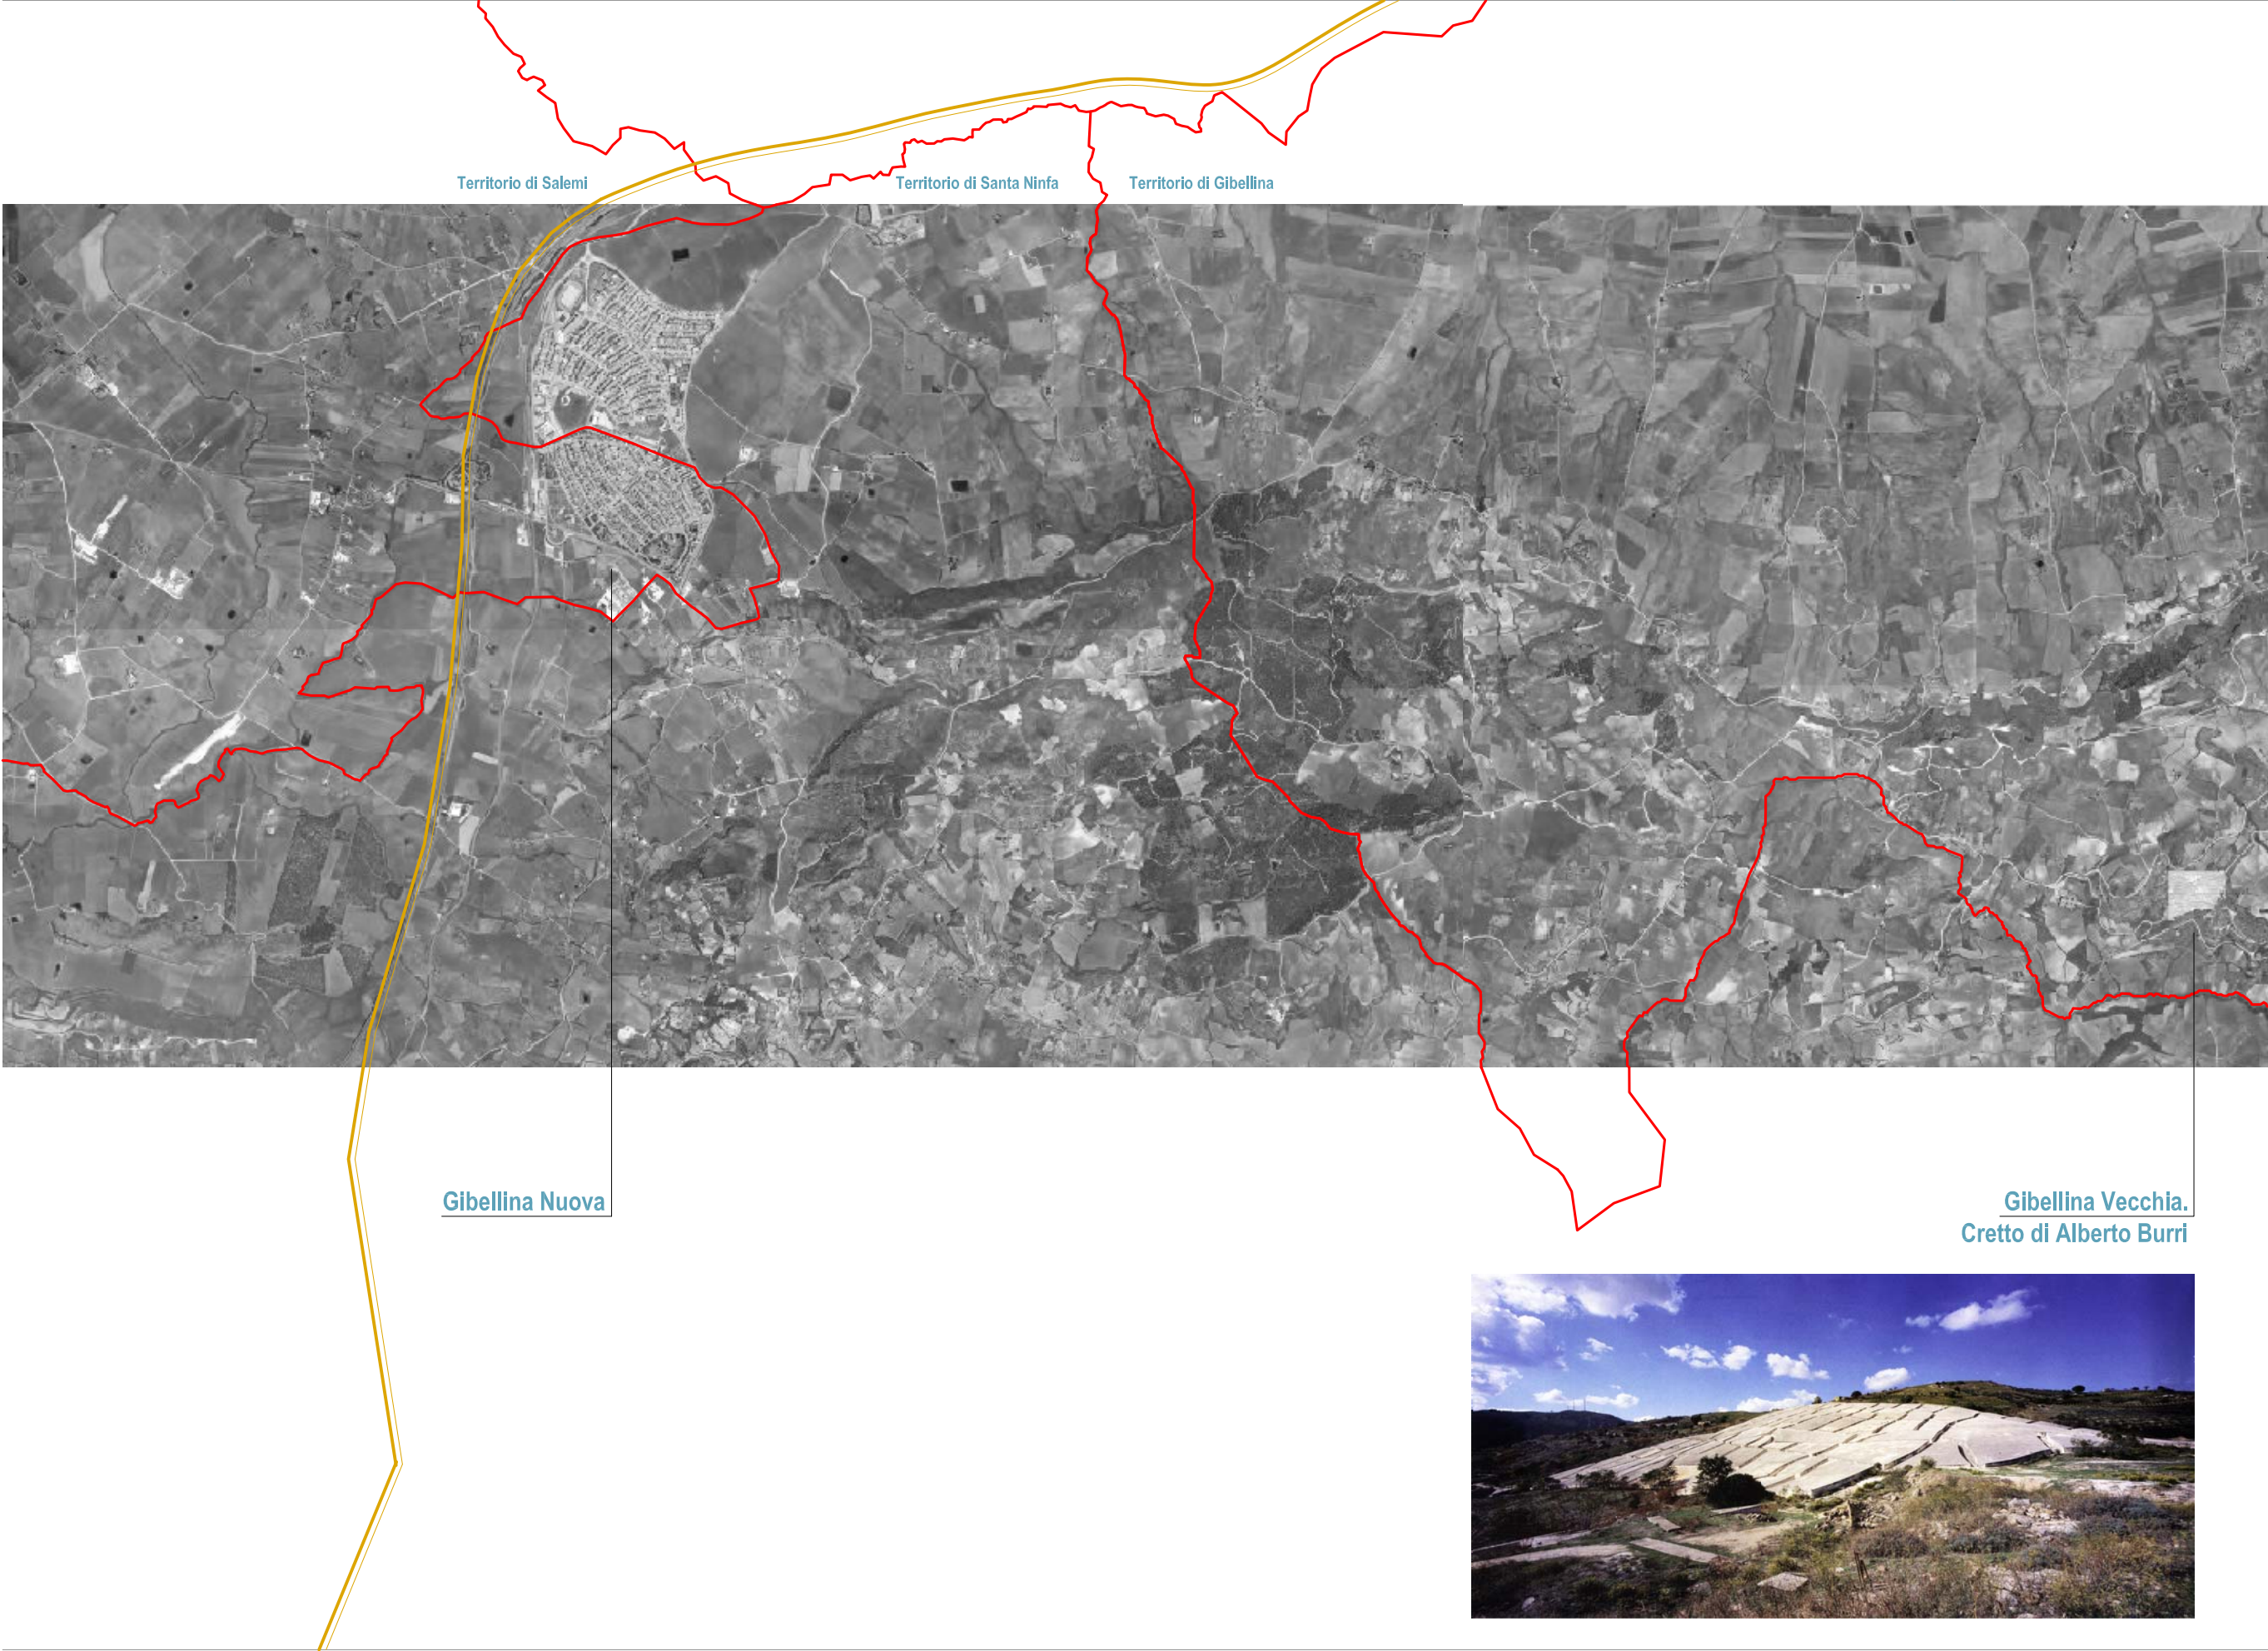 Territorio di Salemi
Territorio di Santa Ninfa
Territorio di Gibellina
Gibellina Nuova
Gibellina Vecchia.
Cretto di Alberto Burri